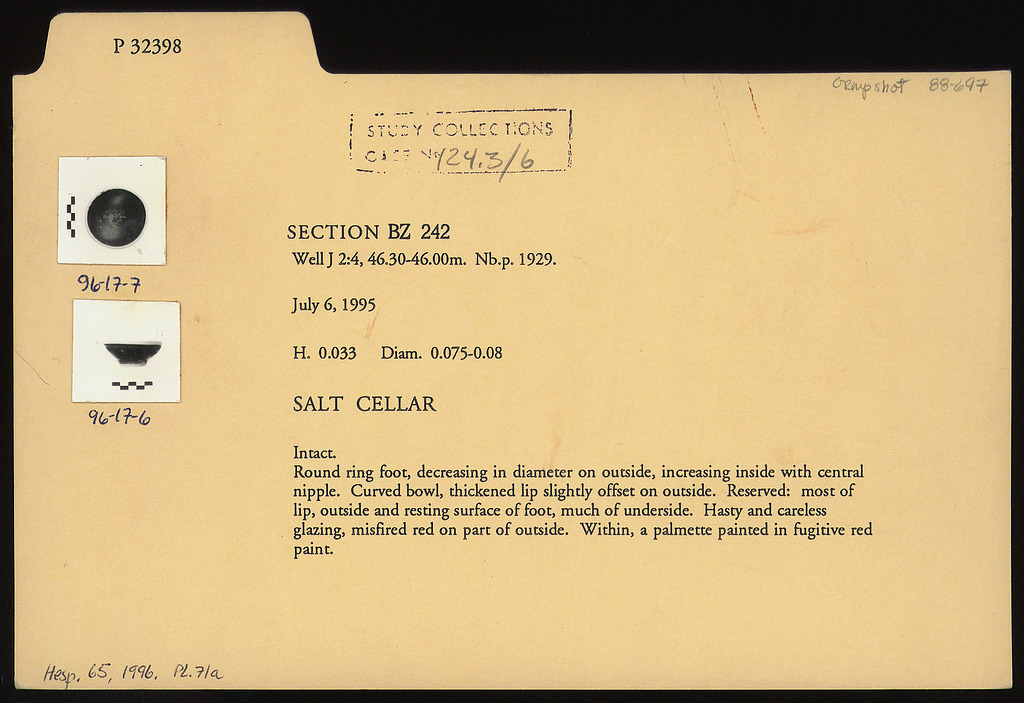 P 32398
Grmpshot 88-697
STUDY COLLECTIONS
CASE No 124.3/6
SECTION BZ 242
Well J 2:4, 46.30-46.00m. Nb.p. 1929.
96-17-7
July 6, 1995
H. 0.033 Diam. 0.075-0.08
SALT CELLAR
96-17-6
Intact.
Round ring foot, decreasing in diameter on outside, increasing inside with central
nipple. Curved bowl, thickened lip slightly offset on outside. Reserved: most of
lip, outside and resting surface of foot, much of underside. Hasty and careless
glazing, misfired red on part of outside. Within, a palmette painted in fugitive red
paint.
Hesp. 65, 1996. Pl. 71a